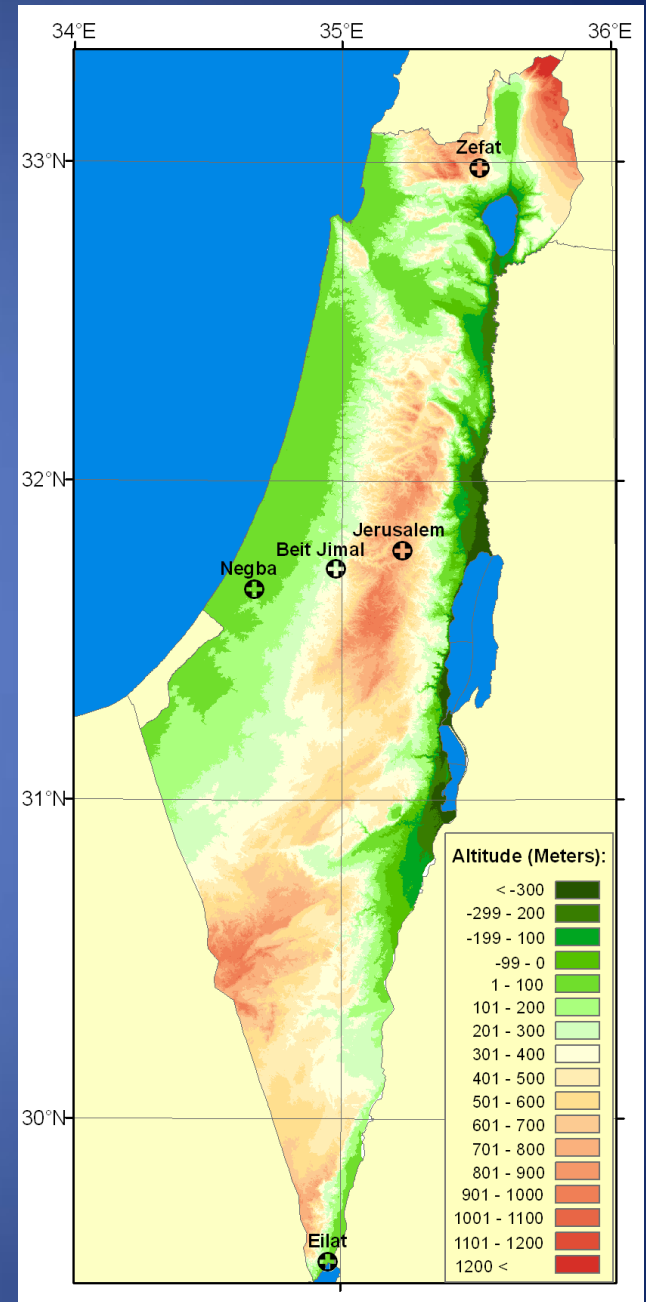 34°E 35°E 36°E
33°N
Zefat
32°N
Jerusalem
Beit Jimal
Negba
31°N
Altitude (Meters):
< -300
-299 - 200
-199 - 100
-99 - 0
1 - 100
101 - 200
201 - 300
301 - 400
401 - 500
501 - 600
601 - 700
701 - 800
801 - 900
901 - 1000
1001 - 1100
1101 - 1200
1200 <
30°N
Eilat